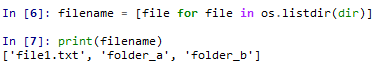 In [6]: filename = [file for file in os.listdir(dir)]
In [7]: print(filename)
['file1.txt', 'folder_a', 'folder_b']